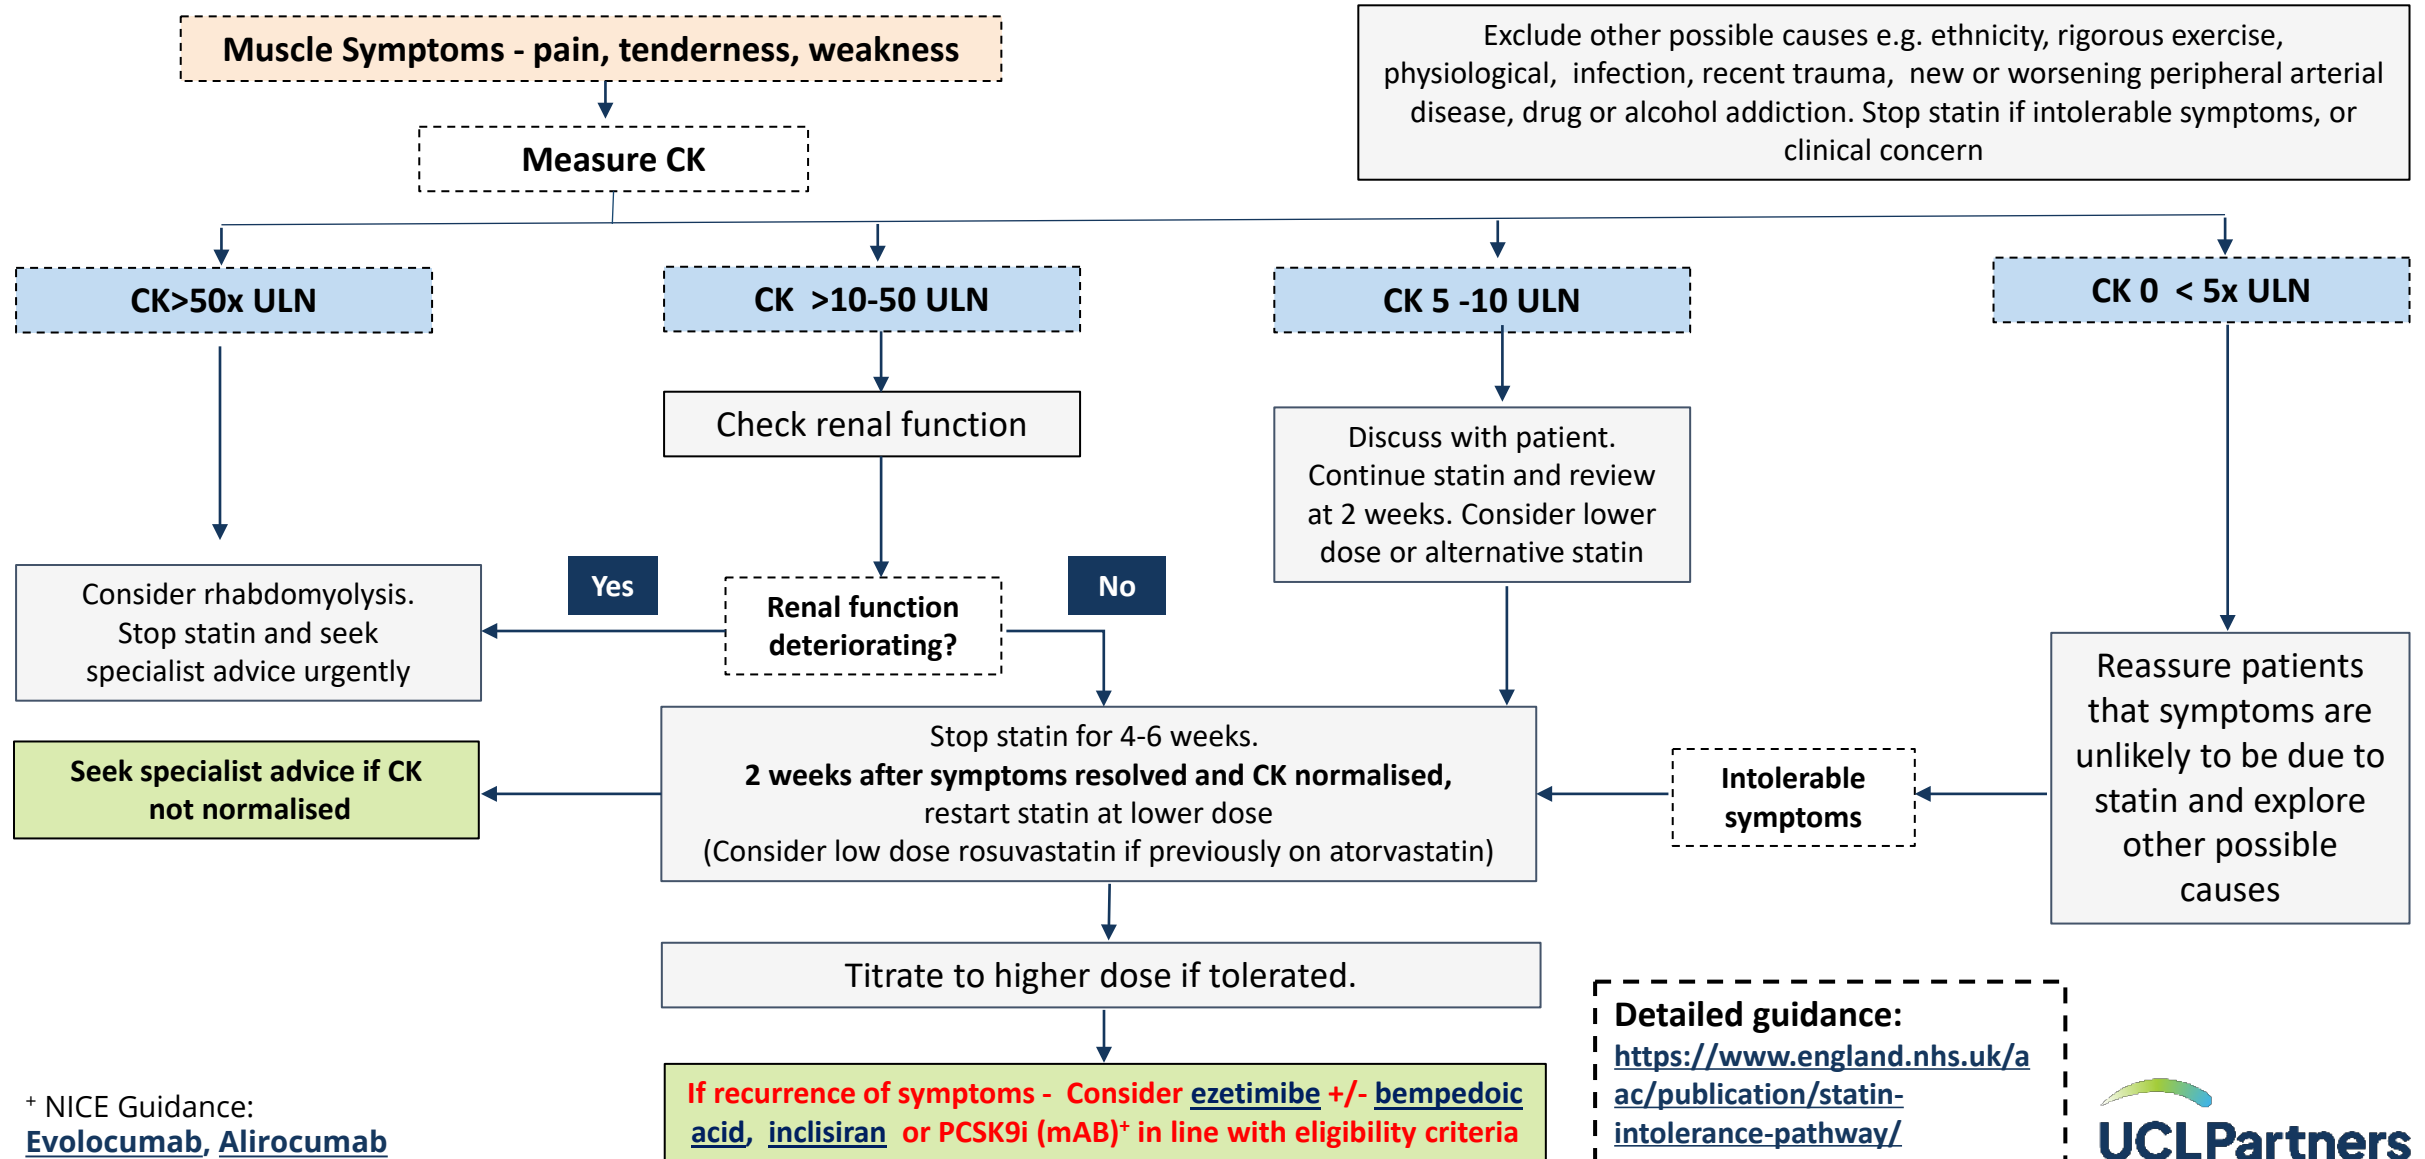 Muscle Symptoms - pain, tenderness, weakness
Exclude other possible causes e.g. ethnicity, rigorous exercise,
physiological, infection, recent trauma, new or worsening peripheral arterial
disease, drug or alcohol addiction. Stop statin if intolerable symptoms, or
clinical concern
Measure CK
CK>50x ULN
CK >10-50 ULN
CK 5 -10 ULN
CK 0 < 5x ULN
Check renal function
Discuss with patient.
Continue statin and review
at 2 weeks. Consider lower
dose or alternative statin
Consider rhabdomyolysis.
Stop statin and seek
specialist advice urgently
Yes
Renal function
deteriorating?
No
Reassure patients
that symptoms are
unlikely to be due to
statin and explore
other possible
causes
Seek specialist advice if CK
not normalised
Stop statin for 4-6 weeks.
2 weeks after symptoms resolved and CK normalised,
restart statin at lower dose
(Consider low dose rosuvastatin if previously on atorvastatin)
Intolerable
symptoms
Titrate to higher dose if tolerated.
If recurrence of symptoms - Consider ezetimibe +/- bempedoic
acid, inclisiran or PCSK9i (mAB)⁺ in line with eligibility criteria
⁺ NICE Guidance:
Evolocumab, Alirocumab
Detailed guidance:
https://www.england.nhs.uk/a
ac/publication/statin-
intolerance-pathway/
UCLPartners